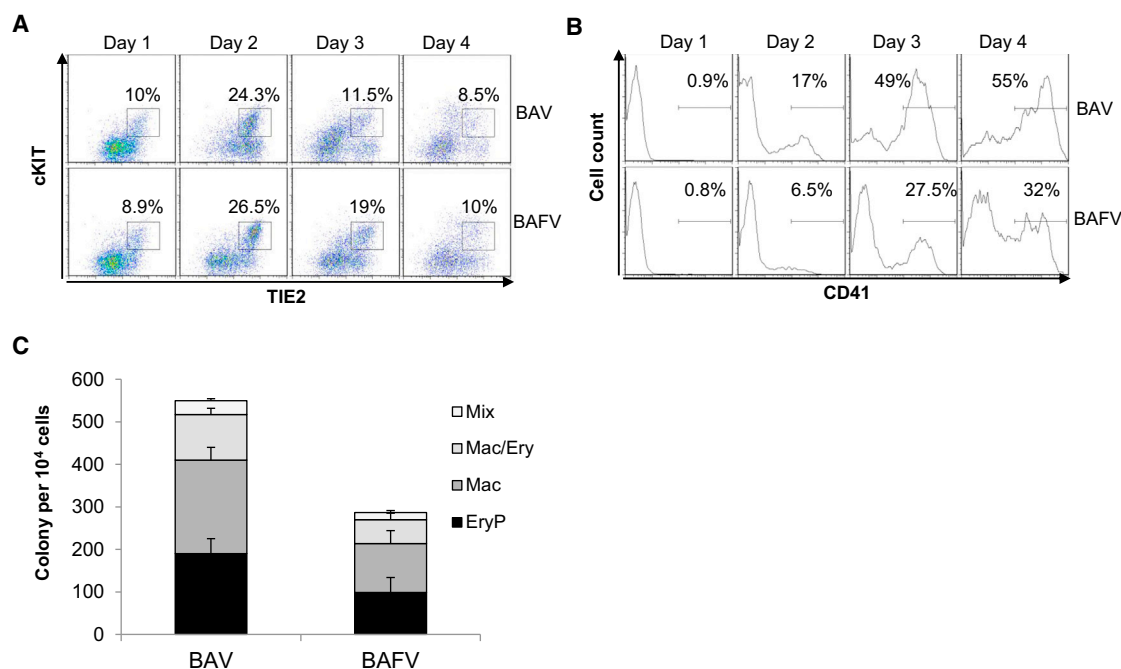 A
Day 1 Day 2 Day 3 Day 4
10% 24.3% 11.5% 8.5% BAV
8.9% 26.5% 19% 10% BAFV
cKIT
TIE2
B
Day 1 Day 2 Day 3 Day 4
0.9% 17% 49% 55% BAV
0.8% 6.5% 27.5% 32% BAFV
Cell count
CD41
C
600
500
400
300
200
100
0
Colony per 10⁴ cells
Mix
Mac/Ery
Mac
EryP
BAV BAFV